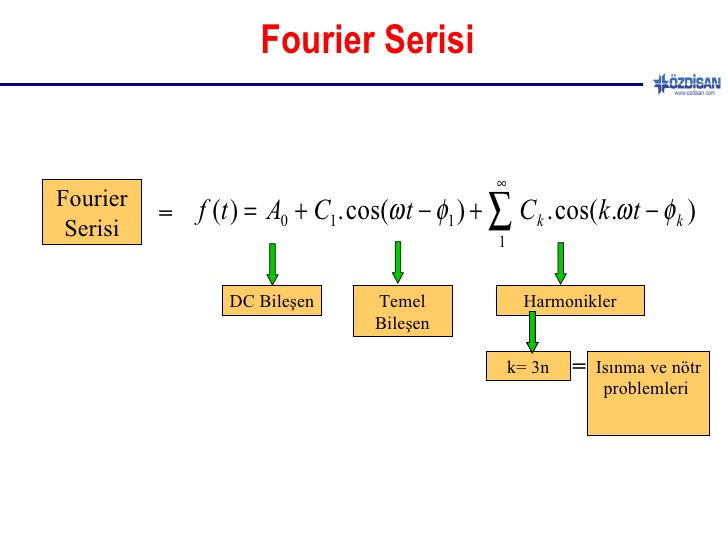 Fourier Serisi
ÖZDİSAN
www.ozdisan.com
Fourier
Serisi
= f(t) = A₀ + C₁.cos(ωt − ϕ₁) + ∑ Cₖ.cos(k.ωt − ϕₖ)
∞
1
DC Bileşen
Temel
Bileşen
Harmonikler
k= 3n
=
Isınma ve nötr
problemleri